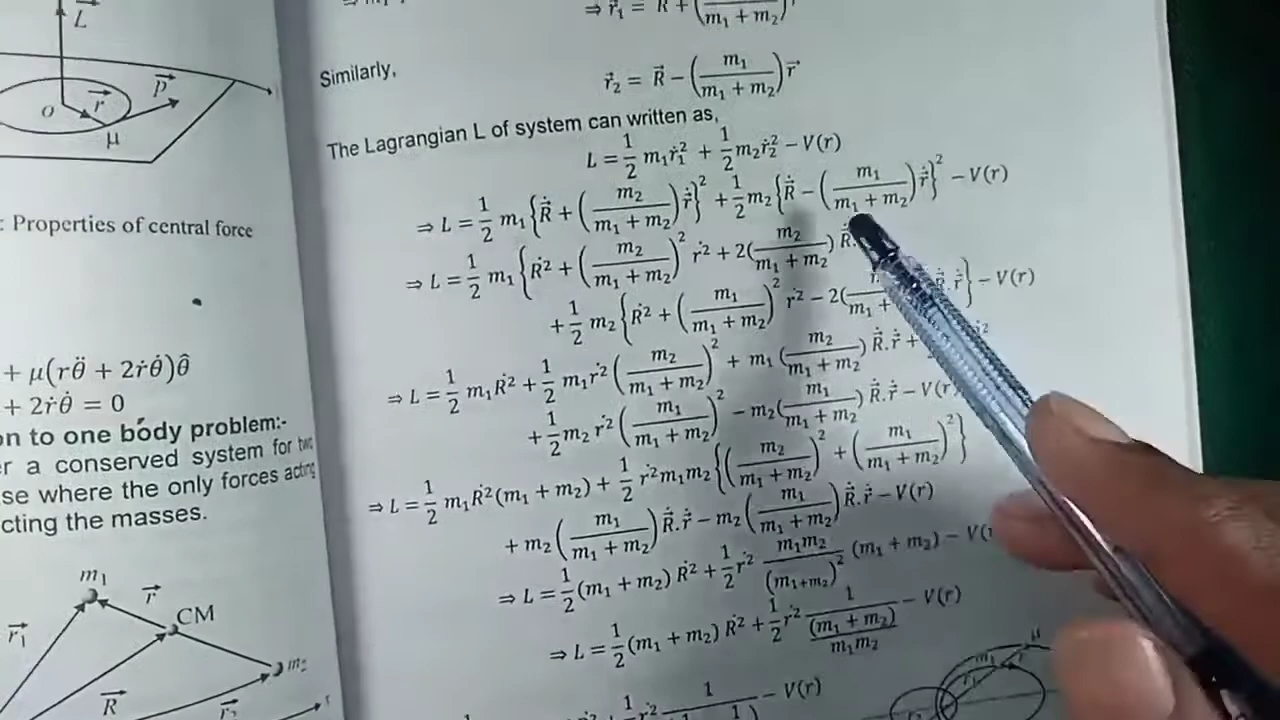 L
o
r
p
μ
: Properties of central force
+ μ(rθ̈ + 2ṙθ̇)θ̂
+ 2ṙθ̇ = 0
on to one body problem:-
er a conserved system for two
se where the only forces acting
cting the masses.
m₁
r⃗
CM
r⃗₁
m₂
R⃗
r⃗₂
r
⇒ r⃗₁ = R⃗ + (/(m₁ + m₂))r⃗
Similarly,
r⃗₂ = R⃗ − (m₁/(m₁ + m₂)) r⃗
The Lagrangian L of system can written as,
L = 1/2 m₁ṙ₁² + 1/2 m₂ṙ₂² − V(r)
⇒ L = 1/2 m₁{R⃗̇ + (m₂/(m₁ + m₂)) r⃗̇}² + 1/2 m₂{R⃗̇ − (m₁/(m₁ + m₂)) r⃗̇}² − V(r)
⇒ L = 1/2 m₁{Ṙ² + (m₂/(m₁ + m₂))² ṙ² + 2(m₂/(m₁ + m₂)) R⃗̇.
+ 1/2 m₂{Ṙ² + (m₁/(m₁ + m₂))² ṙ² − 2( R⃗̇.r⃗̇} − V(r)
⇒ L = 1/2 m₁Ṙ² + 1/2 m₁ṙ² (m₂/(m₁ + m₂))² + m₁(m₂/(m₁ + m₂)) R⃗̇.r⃗̇ +
+ 1/2 m₂ ṙ² (m₁/(m₁ + m₂))² − m₂(m₁/(m₁ + m₂)) R⃗̇.r⃗̇ − V(r)
⇒ L = 1/2 m₁Ṙ²(m₁ + m₂) + 1/2 ṙ²m₁m₂{(m₂/(m₁ + m₂))² + (m₁/(m₁ + m₂))²}
+ m₂(m₁/(m₁ + m₂)) R⃗̇.r⃗̇ − m₂(m₁/(m₁ + m₂)) R⃗̇.r⃗̇ − V(r)
⇒ L = 1/2 (m₁ + m₂) Ṙ² + 1/2 ṙ² m₁m₂/(m₁+m₂)² (m₁ + m₂) − V(r)
⇒ L = 1/2 (m₁ + m₂) Ṙ² + 1/2 ṙ² 1/((m₁ + m₂)/(m₁m₂)) − V(r)
ṙ² 1 − V(r)
μ
m₁
r